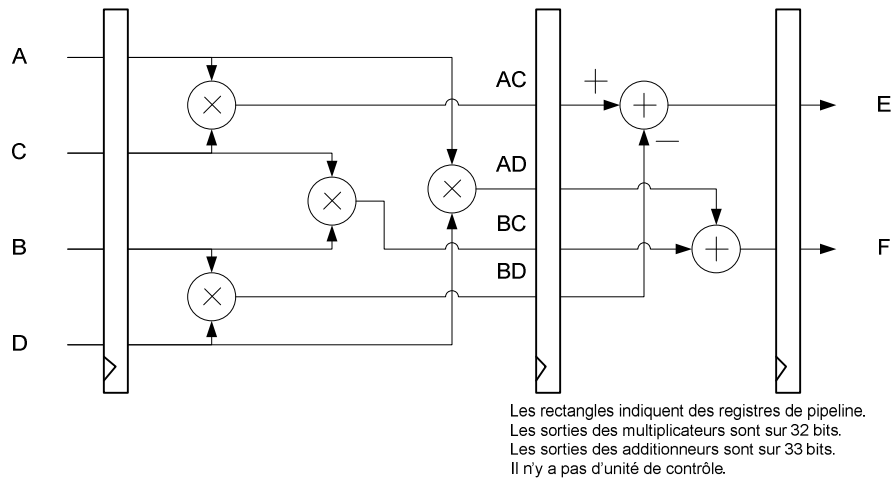 A
C
B
D
AC
AD
BC
BD
+
−
E
F
Les rectangles indiquent des registres de pipeline.
Les sorties des multiplicateurs sont sur 32 bits.
Les sorties des additionneurs sont sur 33 bits.
Il n'y a pas d'unité de contrôle.